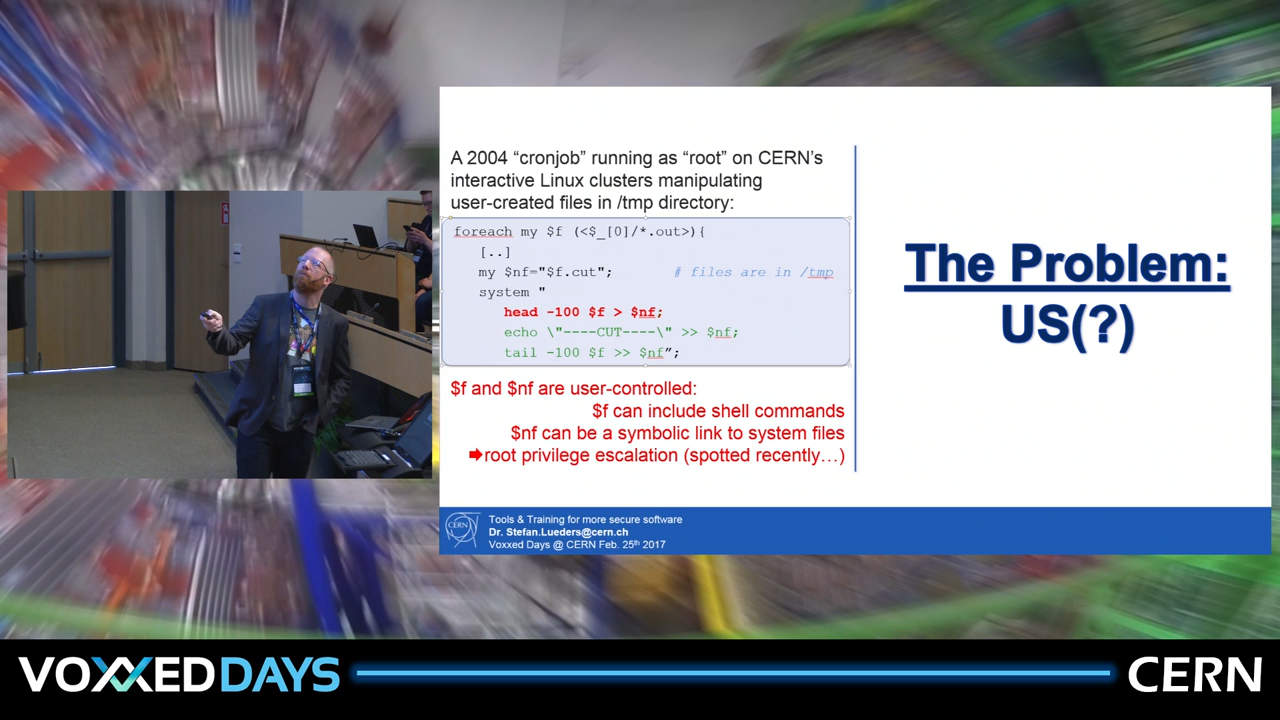 A 2004 “cronjob” running as “root” on CERN’s
interactive Linux clusters manipulating
user-created files in /tmp directory:
foreach my $f (<$_[0]/*.out>){
[..]
my $nf="$f.cut"; # files are in /tmp
system "
head -100 $f > $nf;
echo \"----CUT----\" >> $nf;
tail -100 $f >> $nf”;
$f and $nf are user-controlled:
$f can include shell commands
$nf can be a symbolic link to system files
➡root privilege escalation (spotted recently…)
The Problem:
US(?)
CERN
Tools & Training for more secure software
Dr. Stefan.Lueders@cern.ch
Voxxed Days @ CERN Feb. 25th 2017
VOXXED DAYS
CERN